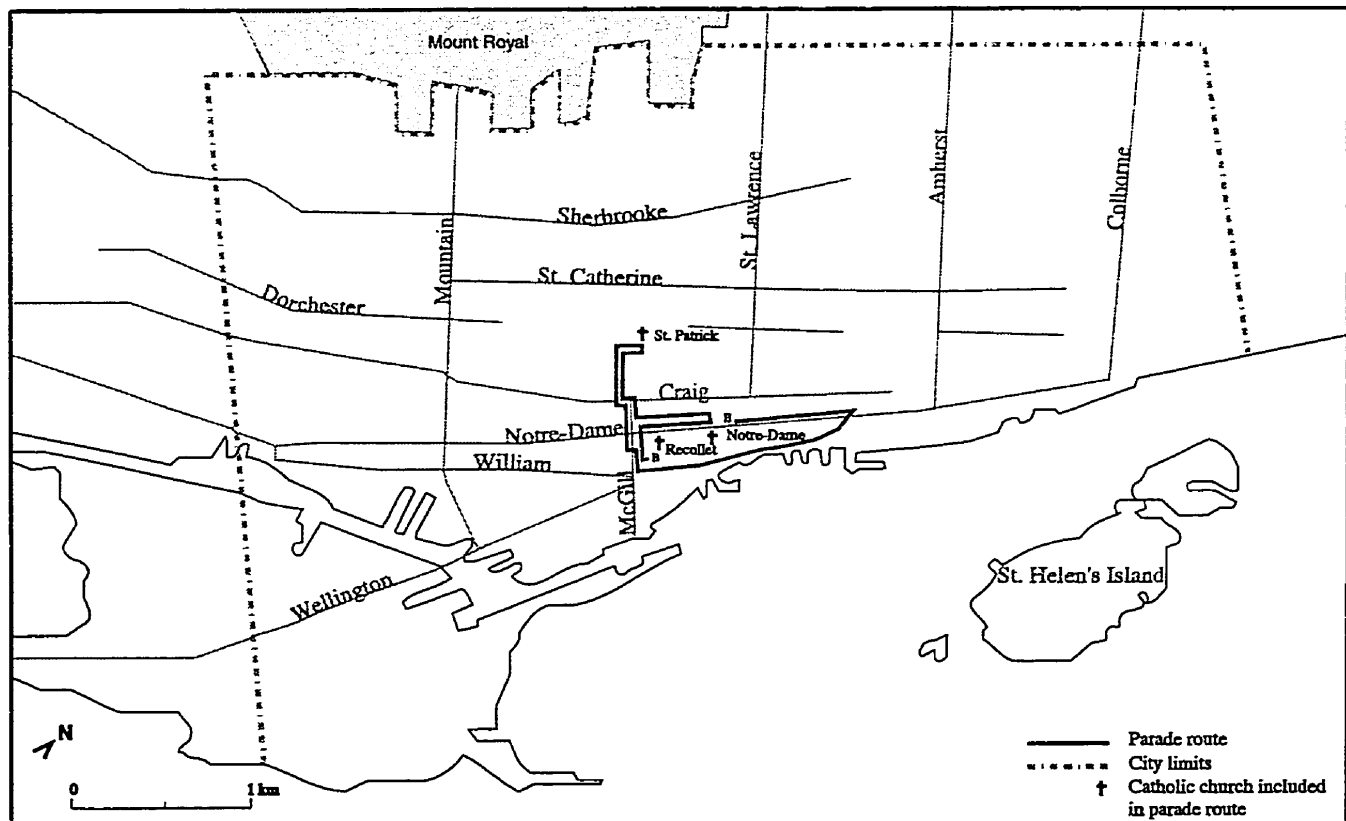 Mount Royal
Sherbrooke
Mountain
St. Lawrence
Amherst
Colborne
St. Catherine
Dorchester
St. Patrick
Craig
B
Notre-Dame
Notre-Dame
Recollet
B
William
McGill
Wellington
St. Helen's Island
N
0
1 km
Parade route
City limits
Catholic church included
in parade route